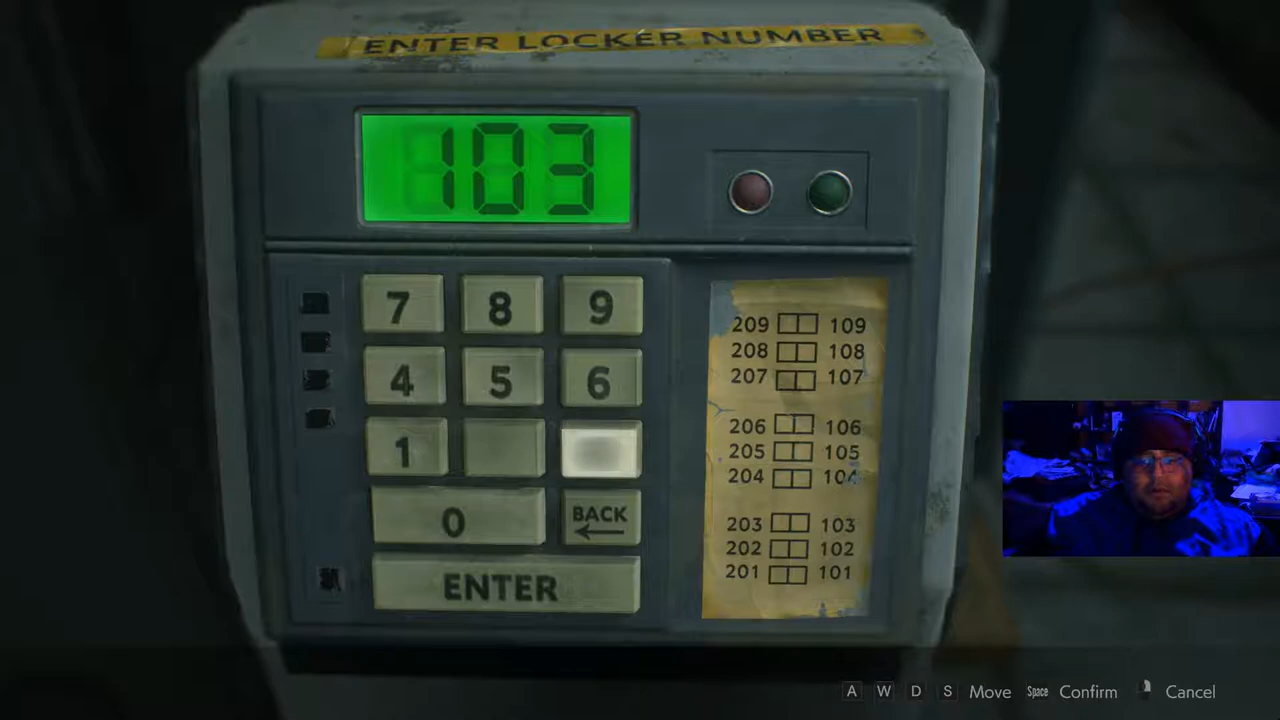 ENTER LOCKER NUMBER
103
7 8 9
4 5 6
1
0 BACK
ENTER
209 109
208 108
207 107
206 106
205 105
204 104
203 103
202 102
201 101
A W D S Move Space Confirm Cancel